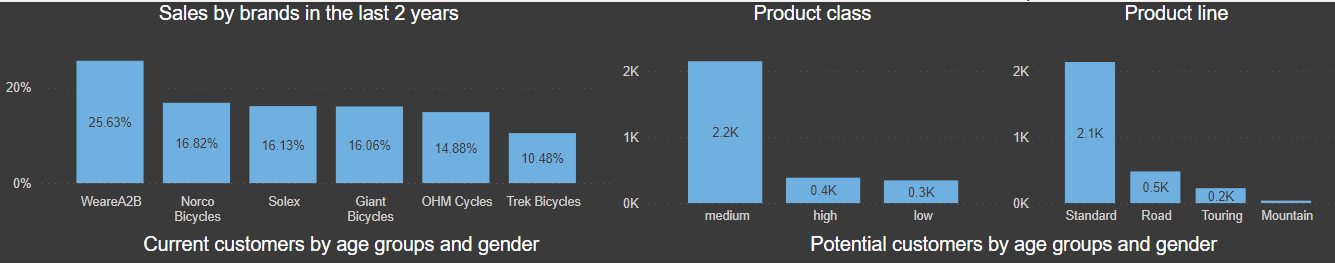 Sales by brands in the last 2 years
20%
0%
25.63%
16.82%
16.13%
16.06%
14.88%
10.48%
WeareA2B
Norco
Bicycles
Solex
Giant
Bicycles
OHM Cycles
Trek Bicycles
Product class
2K
1K
0K
2.2K
0.4K
0.3K
medium
high
low
Product line
2K
1K
0K
2.1K
0.5K
0.2K
Standard
Road
Touring
Mountain
Current customers by age groups and gender
Potential customers by age groups and gender